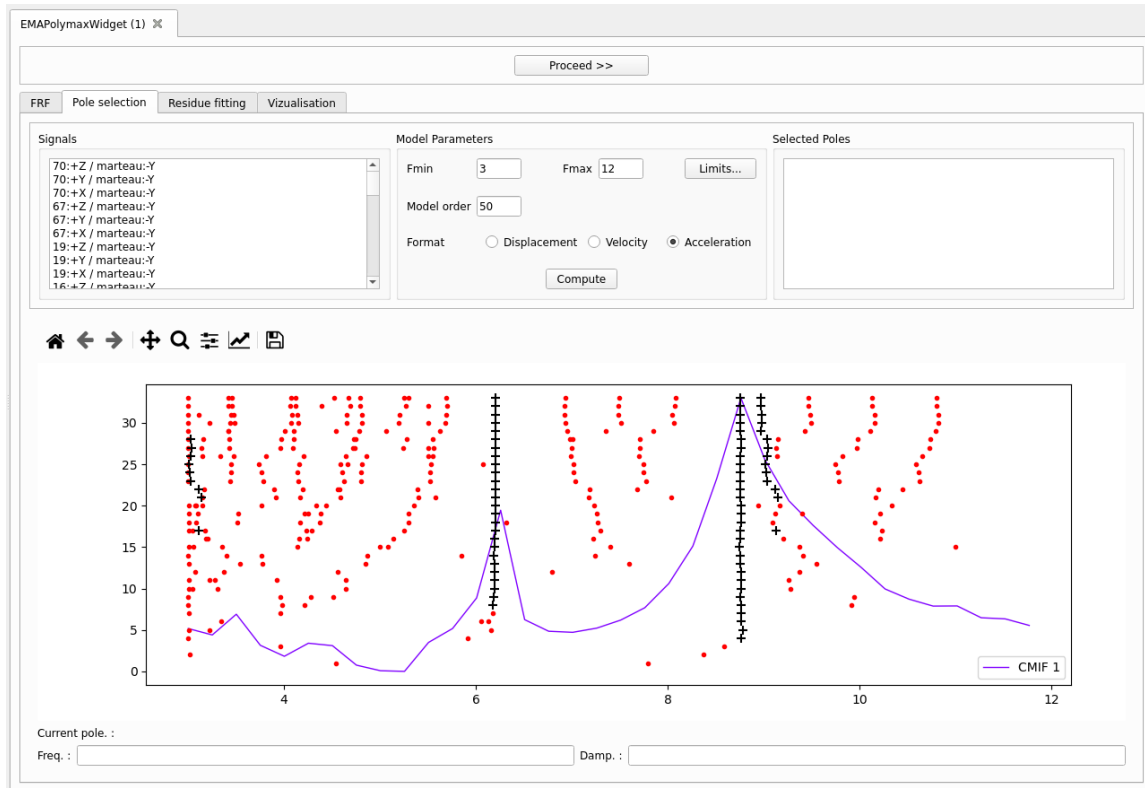 EMAPolymaxWidget (1)
Proceed >>
FRF Pole selection Residue fitting Vizualisation
Signals
70:+Z / marteau:-Y
70:+Y / marteau:-Y
70:+X / marteau:-Y
67:+Z / marteau:-Y
67:+Y / marteau:-Y
67:+X / marteau:-Y
19:+Z / marteau:-Y
19:+Y / marteau:-Y
19:+X / marteau:-Y
16:+Z / marteau:-Y
Model Parameters
Fmin 3 Fmax 12 Limits...
Model order 50
Format Displacement Velocity Acceleration
Compute
Selected Poles
30
25
20
15
10
5
0
4 6 8 10 12
CMIF 1
Current pole. :
Freq. : Damp. :